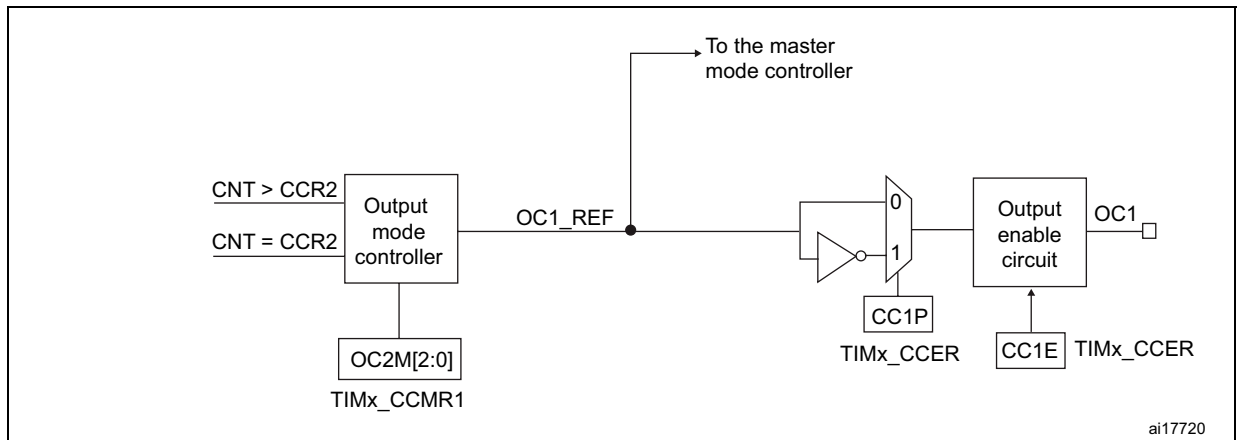 To the master
mode controller
CNT > CCR2
CNT = CCR2
Output
mode
controller
OC1_REF
0
1
Output
enable
circuit
OC1
CC1P
TIMx_CCER
CC1E
TIMx_CCER
OC2M[2:0]
TIMx_CCMR1
ai17720